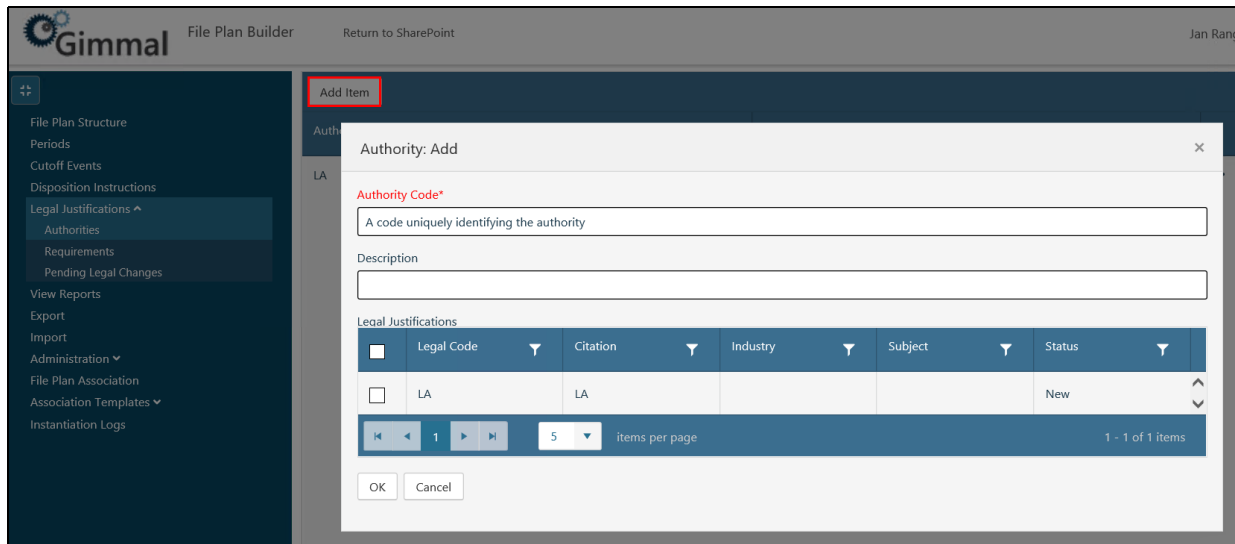 Gimmal
File Plan Builder
Return to SharePoint
Jan Rang
Add Item
File Plan Structure
Periods
Cutoff Events
Disposition Instructions
Legal Justifications
Authorities
Requirements
Pending Legal Changes
View Reports
Export
Import
Administration
File Plan Association
Association Templates
Instantiation Logs
Auth
LA
Authority: Add
Authority Code*
A code uniquely identifying the authority
Description
Legal Justifications
Legal Code Citation Industry Subject Status
LA LA New
1 5 items per page 1 - 1 of 1 items
OK Cancel